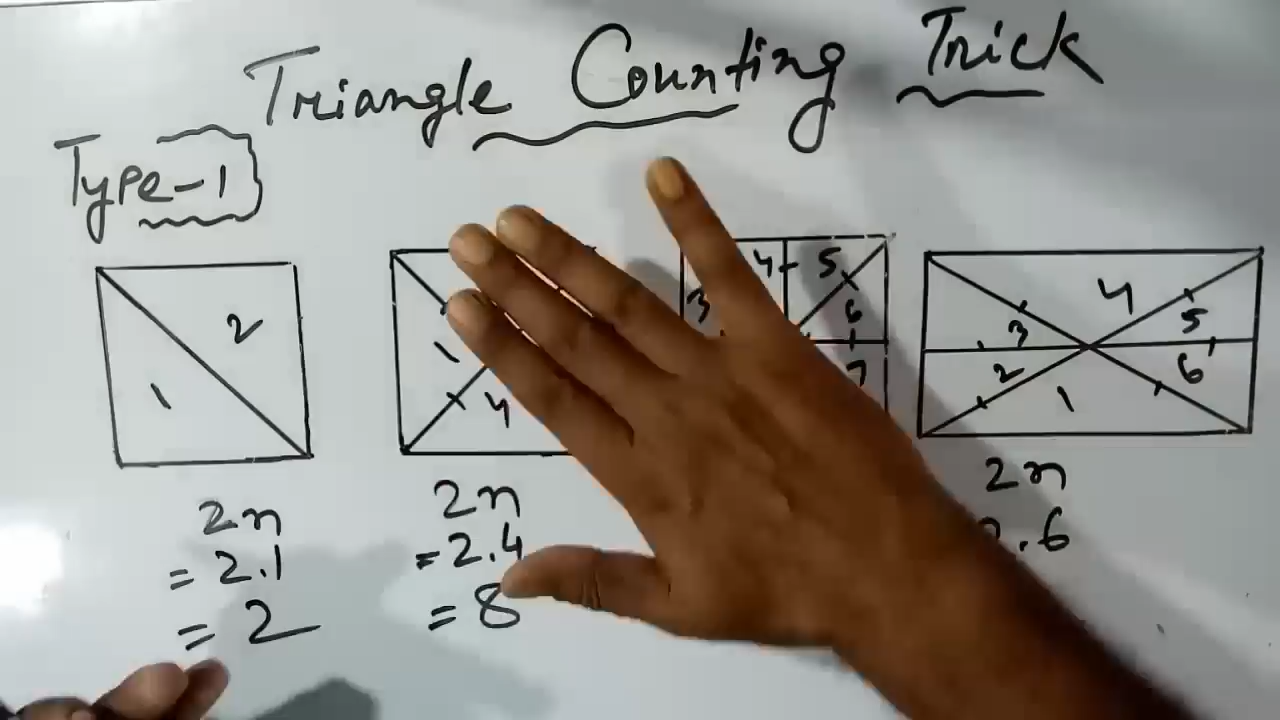 Triangle Counting Trick
Type-1
1 2
1 4
3 4 5 6 7
1 2 3 4 5 6
2n
= 2.1
= 2
2n
= 2.4
= 8
2n
.6